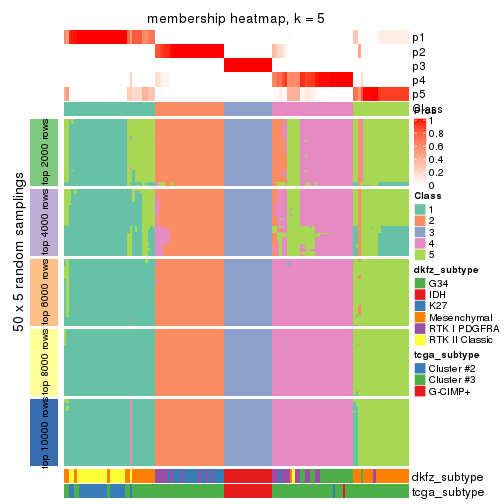 membership heatmap, k = 5
p1
p2
p3
p4
p5
Class
Prob
1
0.8
0.6
0.4
0.2
0
Class
1
2
3
4
5
dkfz_subtype
G34
IDH
K27
Mesenchymal
RTK I PDGFRA
RTK II Classic
tcga_subtype
Cluster #2
Cluster #3
G-CIMP+
50 x 5 random samplings
top 2000 rows
top 4000 rows
top 6000 rows
top 8000 rows
top 10000 rows
dkfz_subtype
tcga_subtype